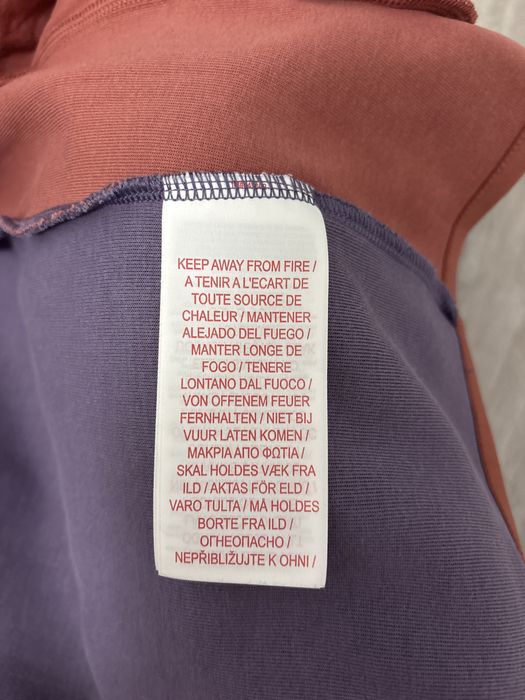 KEEP AWAY FROM FIRE /
A TENIR A L'ECART DE
TOUTE SOURCE DE
CHALEUR / MANTENER
ALEJADO DEL FUEGO /
MANTER LONGE DE
FOGO / TENERE
LONTANO DAL FUOCO /
VON OFFENEM FEUER
FERNHALTEN / NIET BIJ
VUUR LATEN KOMEN /
ΜΑΚΡΙΑ ΑΠΟ ΦΩΤΙΑ /
SKAL HOLDES VÆK FRA
ILD / AKTAS FÖR ELD /
VARO TULTA / MÅ HOLDES
BORTE FRA ILD /
ОГНЕОПАСНО /
NEPŘIBLIŽUJTE K OHNI /